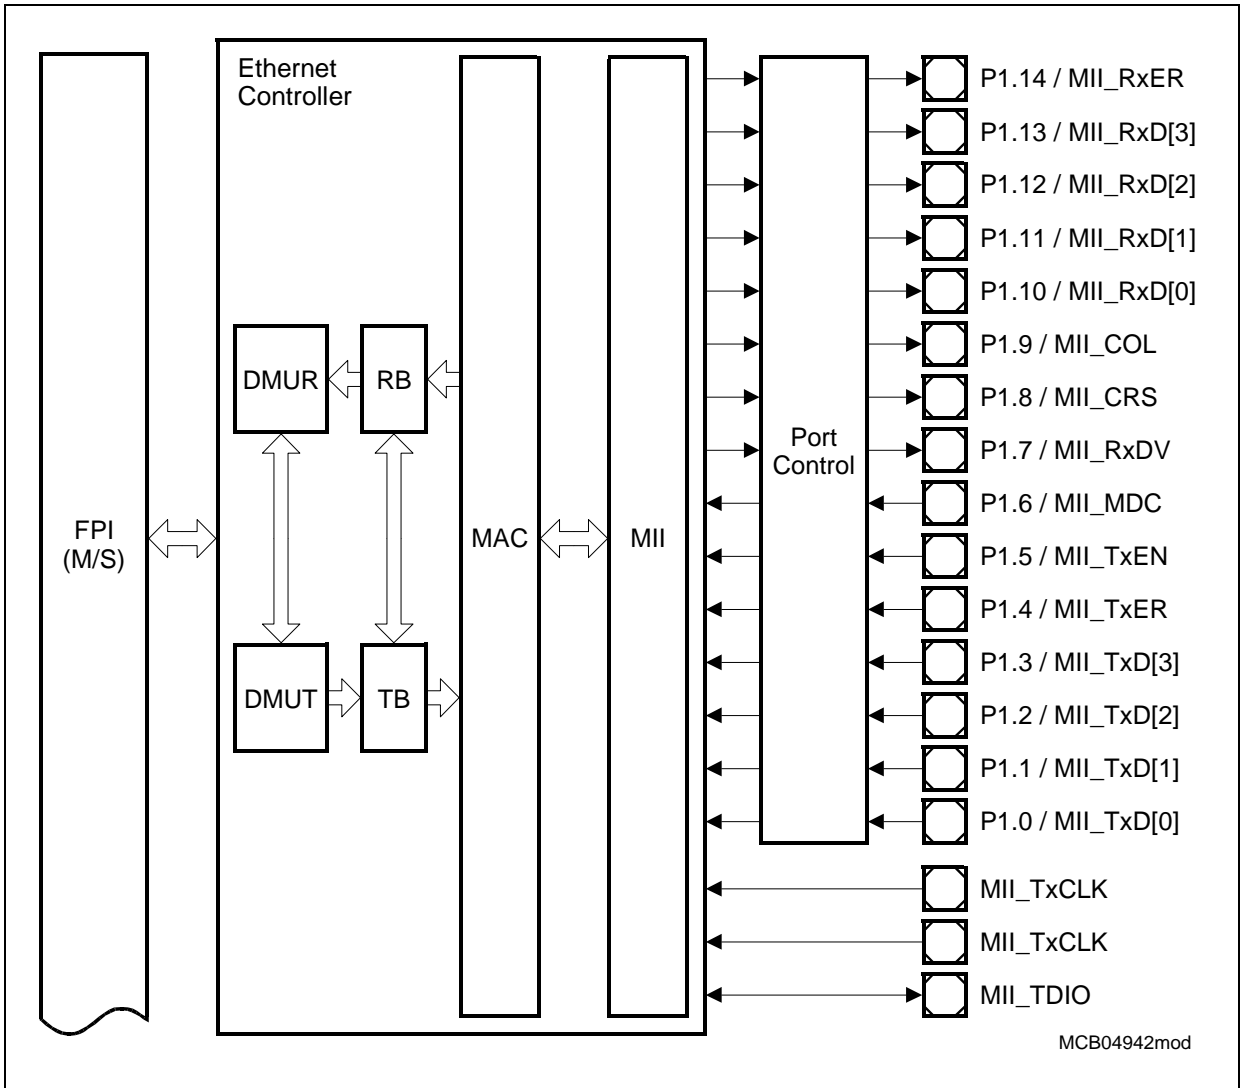 Ethernet
Controller
P1.14 / MII_RxER
P1.13 / MII_RxD[3]
P1.12 / MII_RxD[2]
P1.11 / MII_RxD[1]
P1.10 / MII_RxD[0]
P1.9 / MII_COL
P1.8 / MII_CRS
P1.7 / MII_RxDV
P1.6 / MII_MDC
P1.5 / MII_TxEN
P1.4 / MII_TxER
P1.3 / MII_TxD[3]
P1.2 / MII_TxD[2]
P1.1 / MII_TxD[1]
P1.0 / MII_TxD[0]
MII_TxCLK
MII_TxCLK
MII_TDIO
DMUR
RB
Port
Control
FPI
(M/S)
MAC
MII
DMUT
TB
MCB04942mod